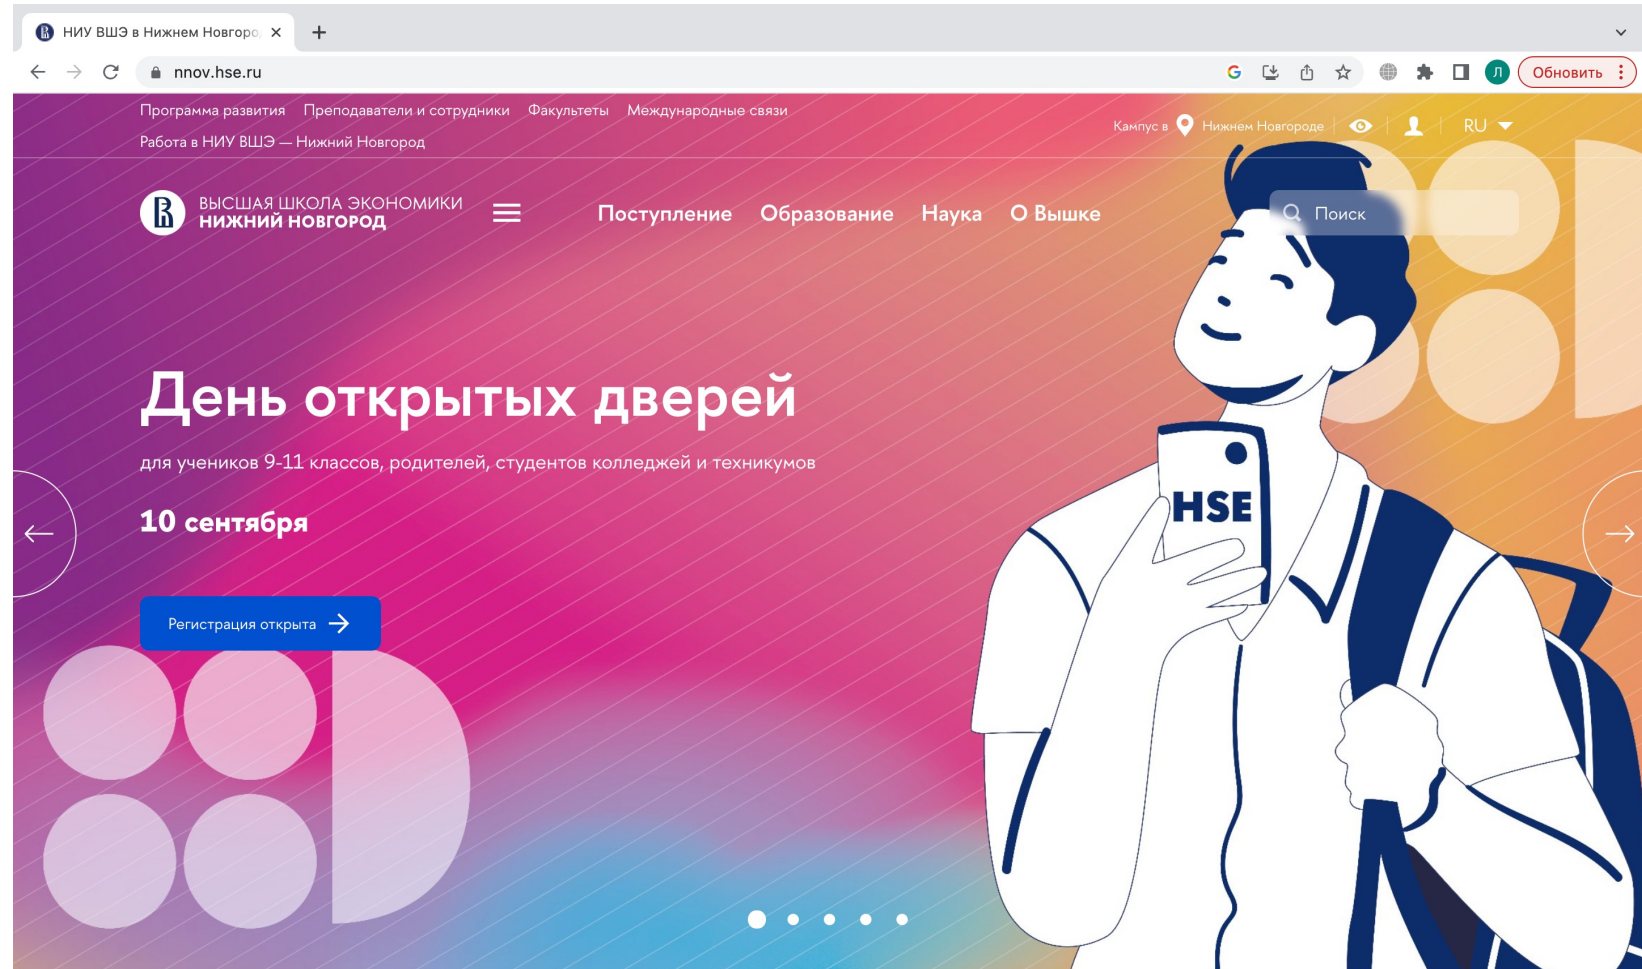 НИУ ВШЭ в Нижнем Новгоро
nnov.hse.ru
Л
Обновить
Программа развития Преподаватели и сотрудники Факультеты Международные связи
Работа в НИУ ВШЭ — Нижний Новгород
Кампус в Нижнем Новгороде
RU
ВЫСШАЯ ШКОЛА ЭКОНОМИКИ
НИЖНИЙ НОВГОРОД
Поступление Образование Наука О Вышке
Поиск
День открытых дверей
для учеников 9-11 классов, родителей, студентов колледжей и техникумов
10 сентября
HSE
Регистрация открыта